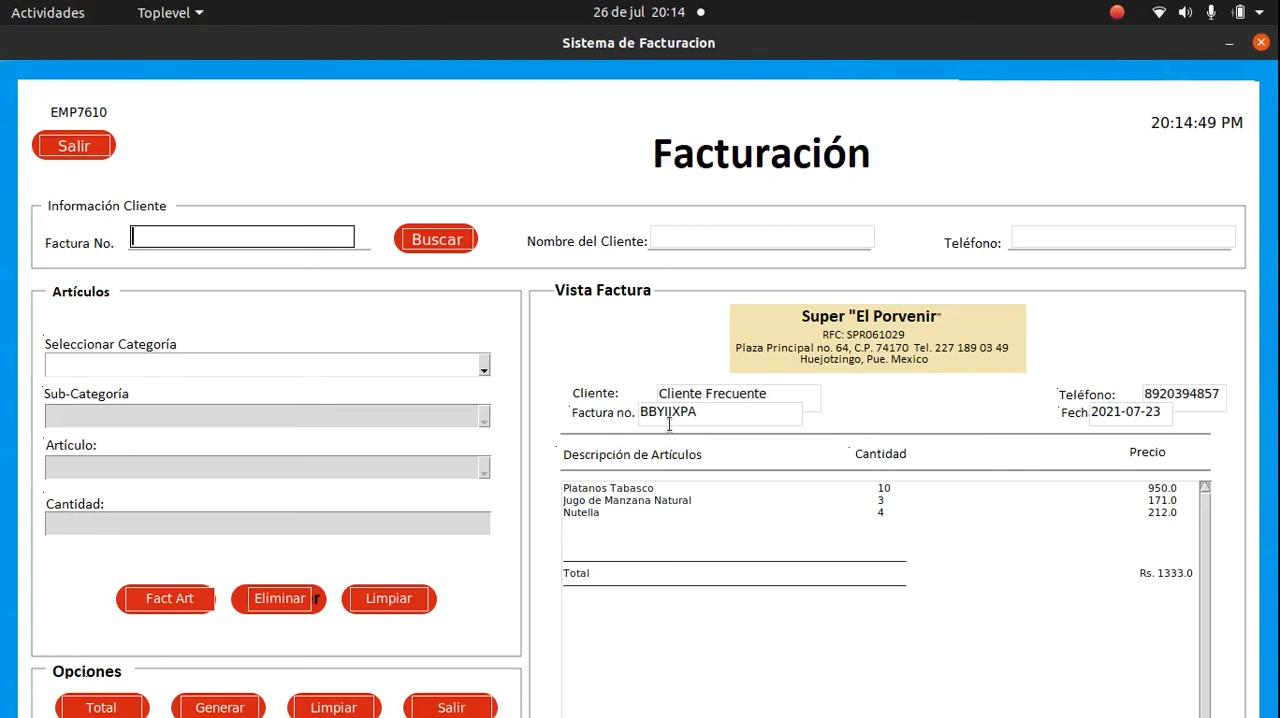 Actividades Toplevel 26 de jul 20:14
Sistema de Facturacion
EMP7610
Salir
Facturación
20:14:49 PM
Información Cliente
Factura No. Buscar Nombre del Cliente: Teléfono:
Artículos
Seleccionar Categoría
Sub-Categoría
Artículo:
Cantidad:
Fact Art Eliminar Limpiar
Opciones
Total Generar Limpiar Salir
Vista Factura
Super "El Porvenir"
RFC: SPR061029
Plaza Principal no. 64, C.P. 74170 Tel. 227 189 03 49
Huejotzingo, Pue. Mexico
Cliente: Cliente Frecuente Teléfono: 8920394857
Factura no. Fech 2021-07-23
Descripción de Artículos Cantidad Precio
Platanos Tabasco 10 950.0
Jugo de Manzana Natural 3 171.0
Nutella 4 212.0
Total Rs. 1333.0